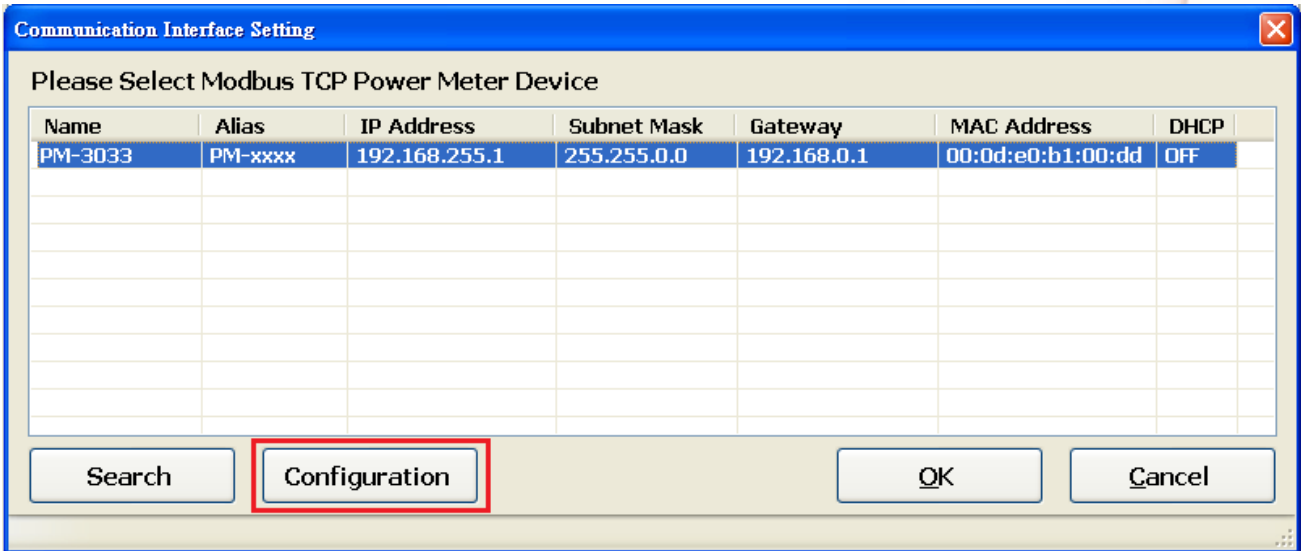 Communication Interface Setting
Please Select Modbus TCP Power Meter Device
Name Alias IP Address Subnet Mask Gateway MAC Address DHCP
PM-3033 PM-xxxx 192.168.255.1 255.255.0.0 192.168.0.1 00:0d:e0:b1:00:dd OFF
Search Configuration OK Cancel